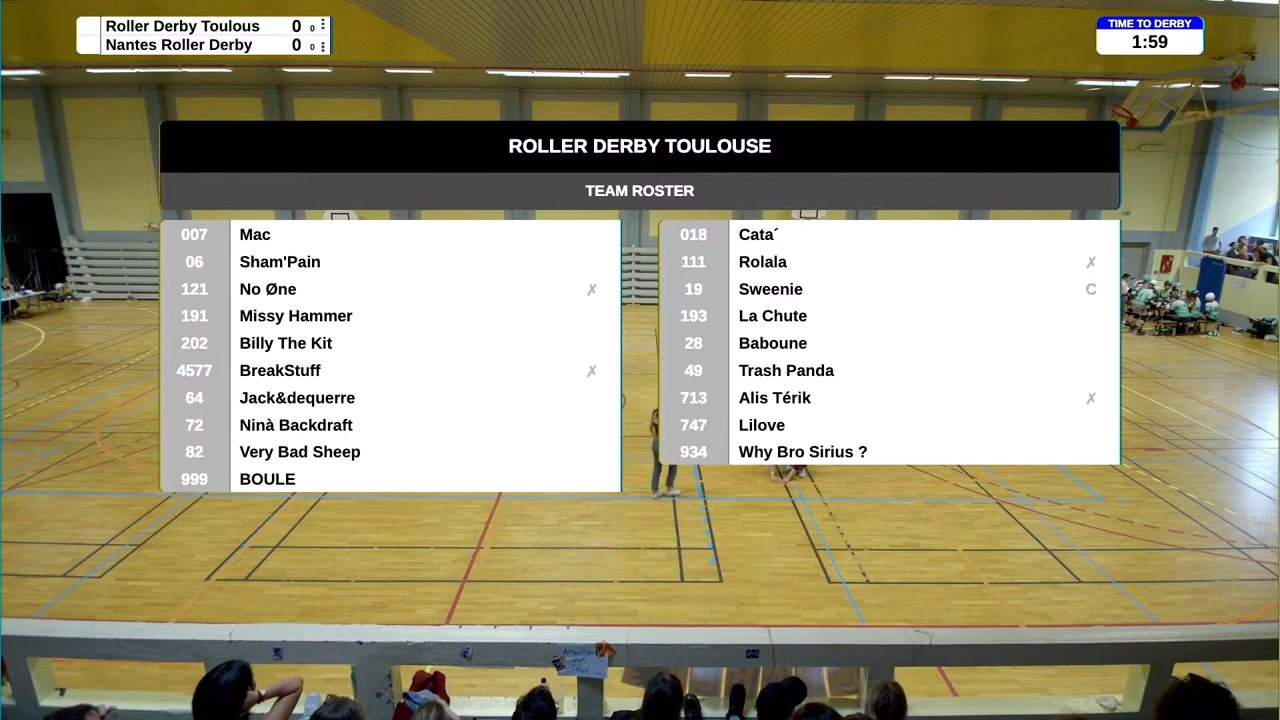 Roller Derby Toulous 0 0
Nantes Roller Derby 0 0
TIME TO DERBY
1:59
ROLLER DERBY TOULOUSE
TEAM ROSTER
007 Mac
06 Sham'Pain
121 No Øne ✗
191 Missy Hammer
202 Billy The Kit
4577 BreakStuff ✗
64 Jack&dequerre
72 Ninà Backdraft
82 Very Bad Sheep
999 BOULE
018 Cata´
111 Rolala ✗
19 Sweenie C
193 La Chute
28 Baboune
49 Trash Panda
713 Alis Térik ✗
747 Lilove
934 Why Bro Sirius ?